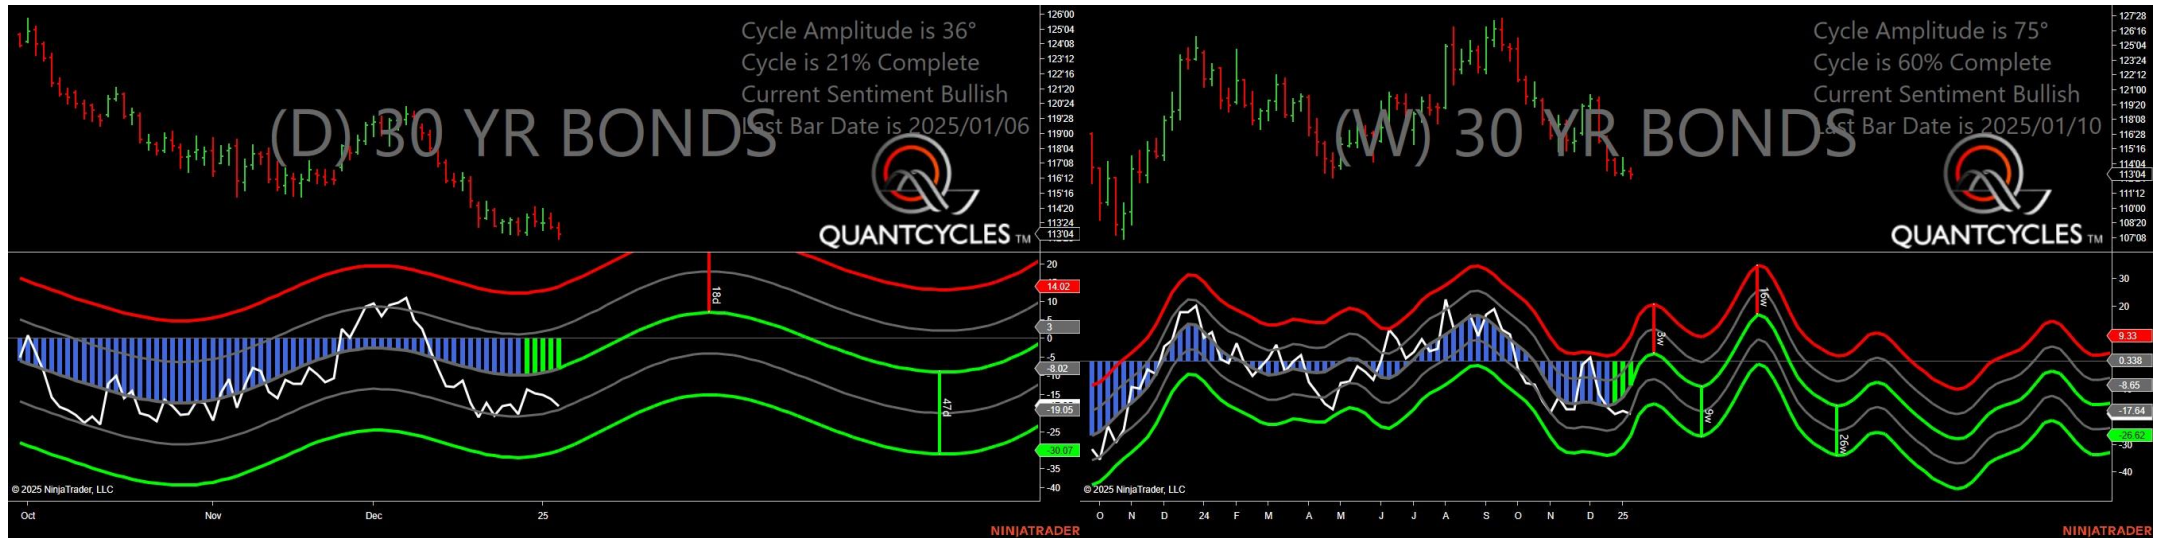 Cycle Amplitude is 36°
Cycle is 21% Complete
Current Sentiment Bullish
Last Bar Date is 2025/01/06
(D) 30 YR BONDS
QUANTCYCLES TM
126'00
125'04
124'08
123'12
122'16
121'20
120'24
119'28
119'00
118'04
117'08
116'12
115'16
114'20
113'24
113'04
20
14.02
10
5
3
0
-5
-8.02
-10
-15
-19.05
-25
-30.07
-35
-40
18d
47d
© 2025 NinjaTrader, LLC
Oct
Nov
Dec
25
NINJATRADER
Cycle Amplitude is 75°
Cycle is 60% Complete
Current Sentiment Bullish
Last Bar Date is 2025/01/10
(W) 30 YR BONDS
QUANTCYCLES TM
127'28
126'16
125'04
123'24
122'12
121'00
119'20
118'08
116'28
115'16
114'04
113'04
111'12
110'00
108'20
107'08
30
20
9.33
0.338
-8.65
-17.64
-26.62
-30
-40
16w
9w
26w
© 2025 NinjaTrader, LLC
O N D 24 F M A M J J A S O N D 25
NINJATRADER